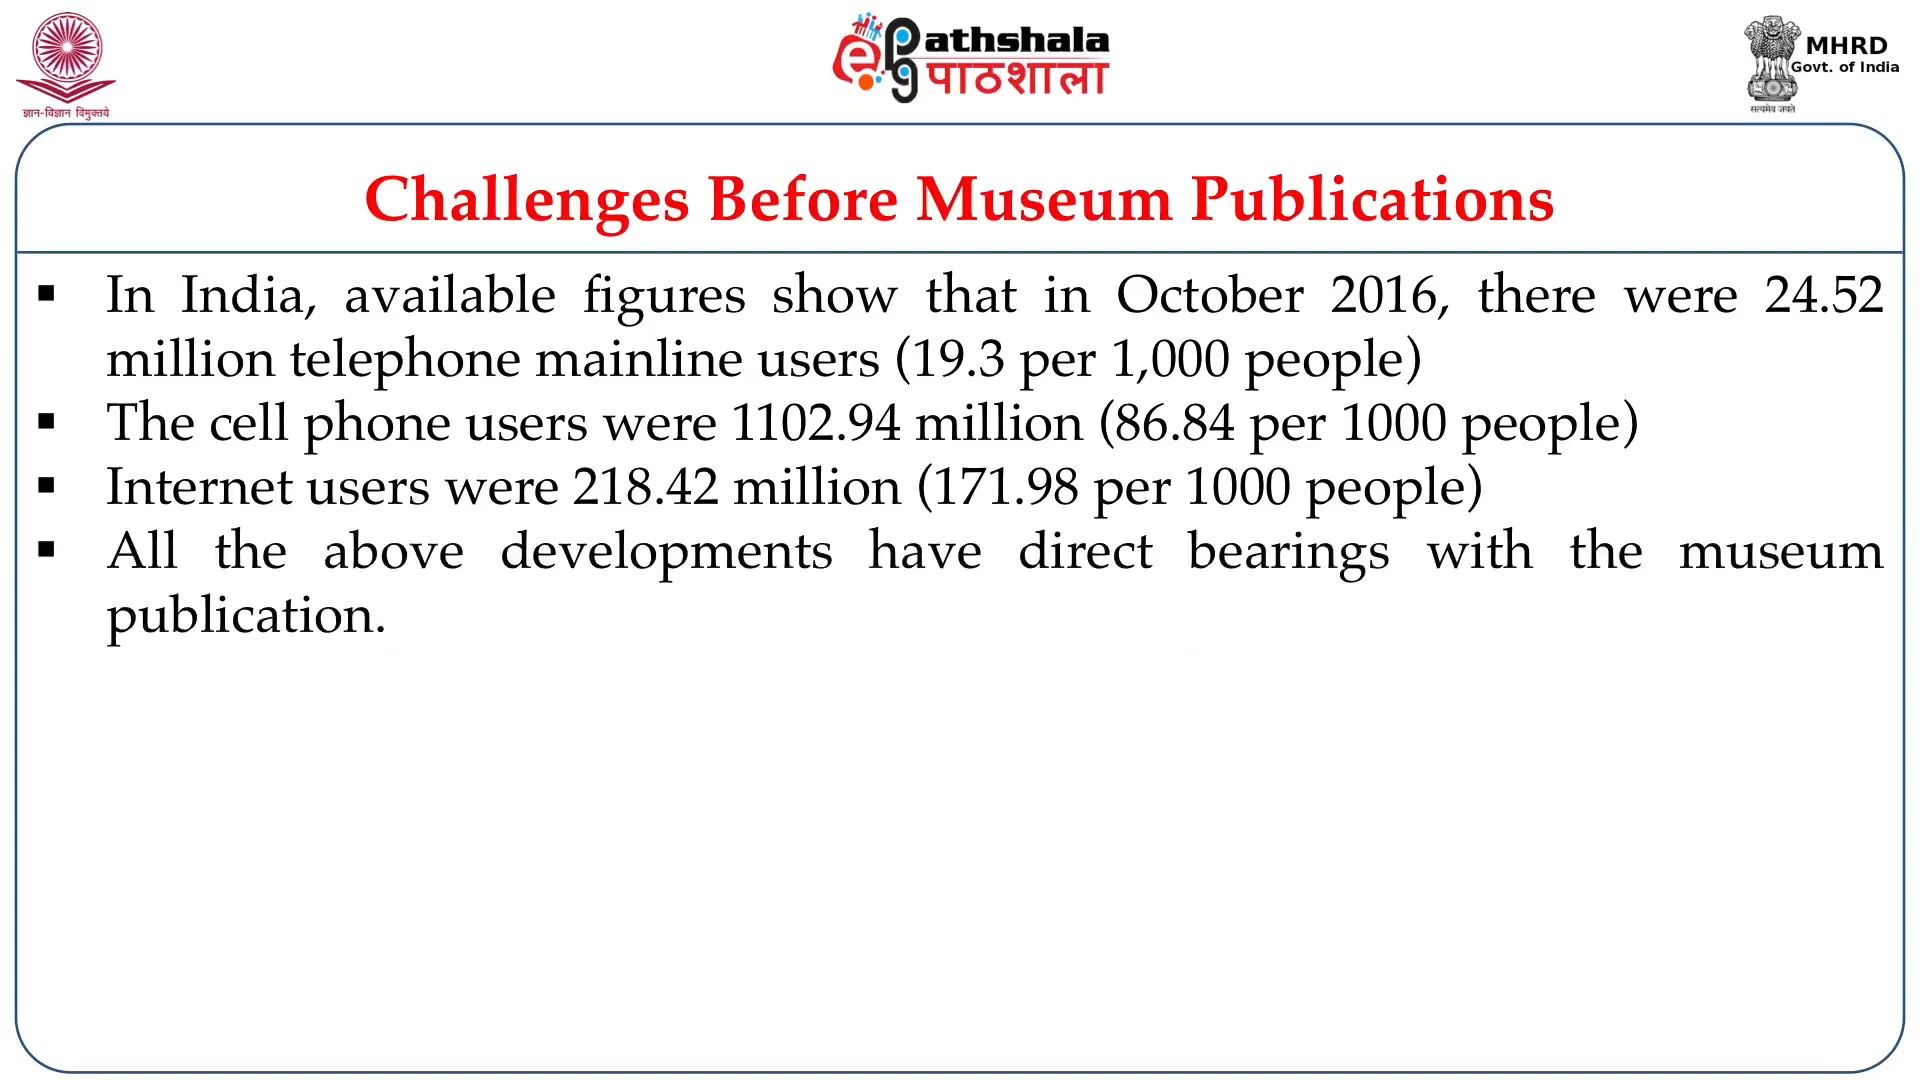 ज्ञान-विज्ञान विमुक्तये
ePG Pathshala
पाठशाला
MHRD
Govt. of India
सत्यमेव जयते
Challenges Before Museum Publications
▪ In India, available figures show that in October 2016, there were 24.52
million telephone mainline users (19.3 per 1,000 people)
▪ The cell phone users were 1102.94 million (86.84 per 1000 people)
▪ Internet users were 218.42 million (171.98 per 1000 people)
▪ All the above developments have direct bearings with the museum
publication.